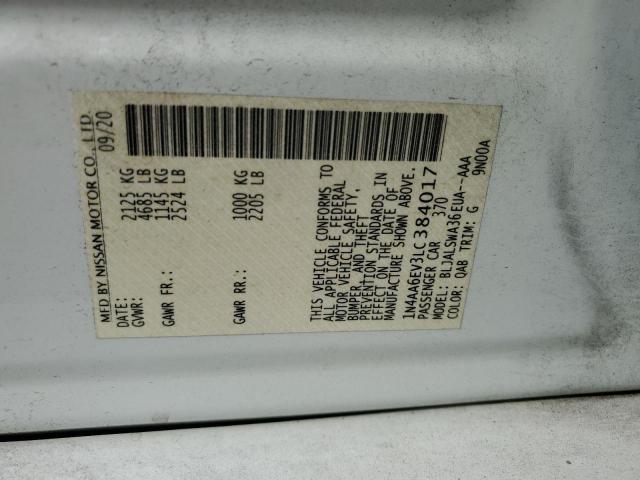 MFD BY NISSAN MOTOR CO., LTD
DATE: 09/20
GVWR: 2125 KG
4685 LB
GAWR FR.: 1145 KG
2524 LB
GAWR RR.: 1000 KG
2205 LB
THIS VEHICLE CONFORMS TO
ALL APPLICABLE FEDERAL
MOTOR VEHICLE SAFETY,
BUMPER, AND THEFT
PREVENTION STANDARDS IN
EFFECT ON THE DATE OF
MANUFACTURE SHOWN ABOVE.
1N4AA6EV3LC384017
PASSENGER CAR 370
MODEL: BLJALSWA36EUA--AAA
COLOR: QAB TRIM: G 9N00A